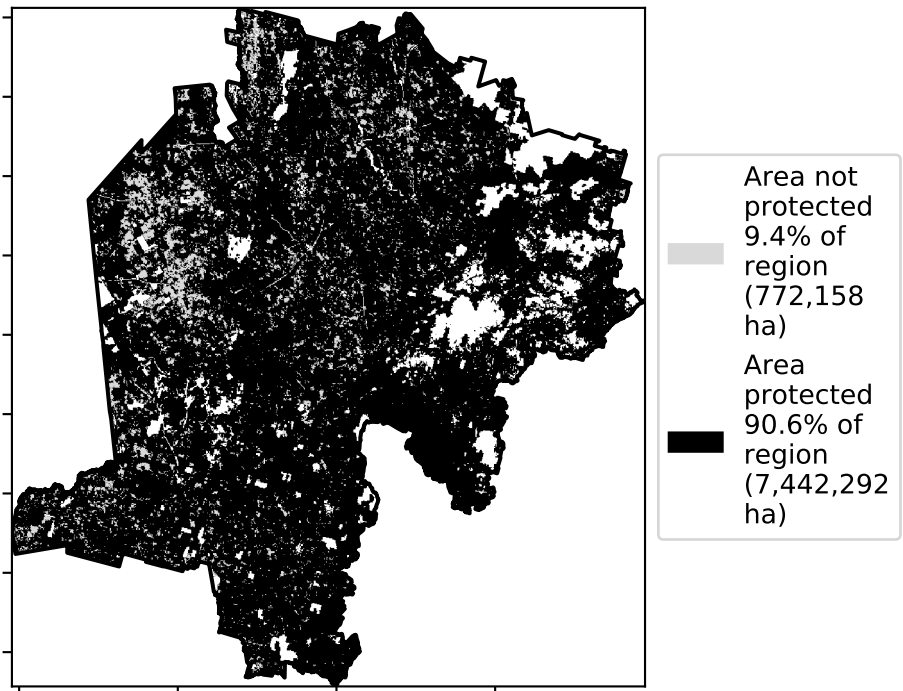 Area not
protected
9.4% of
region
(772,158
ha)
Area
protected
90.6% of
region
(7,442,292
ha)